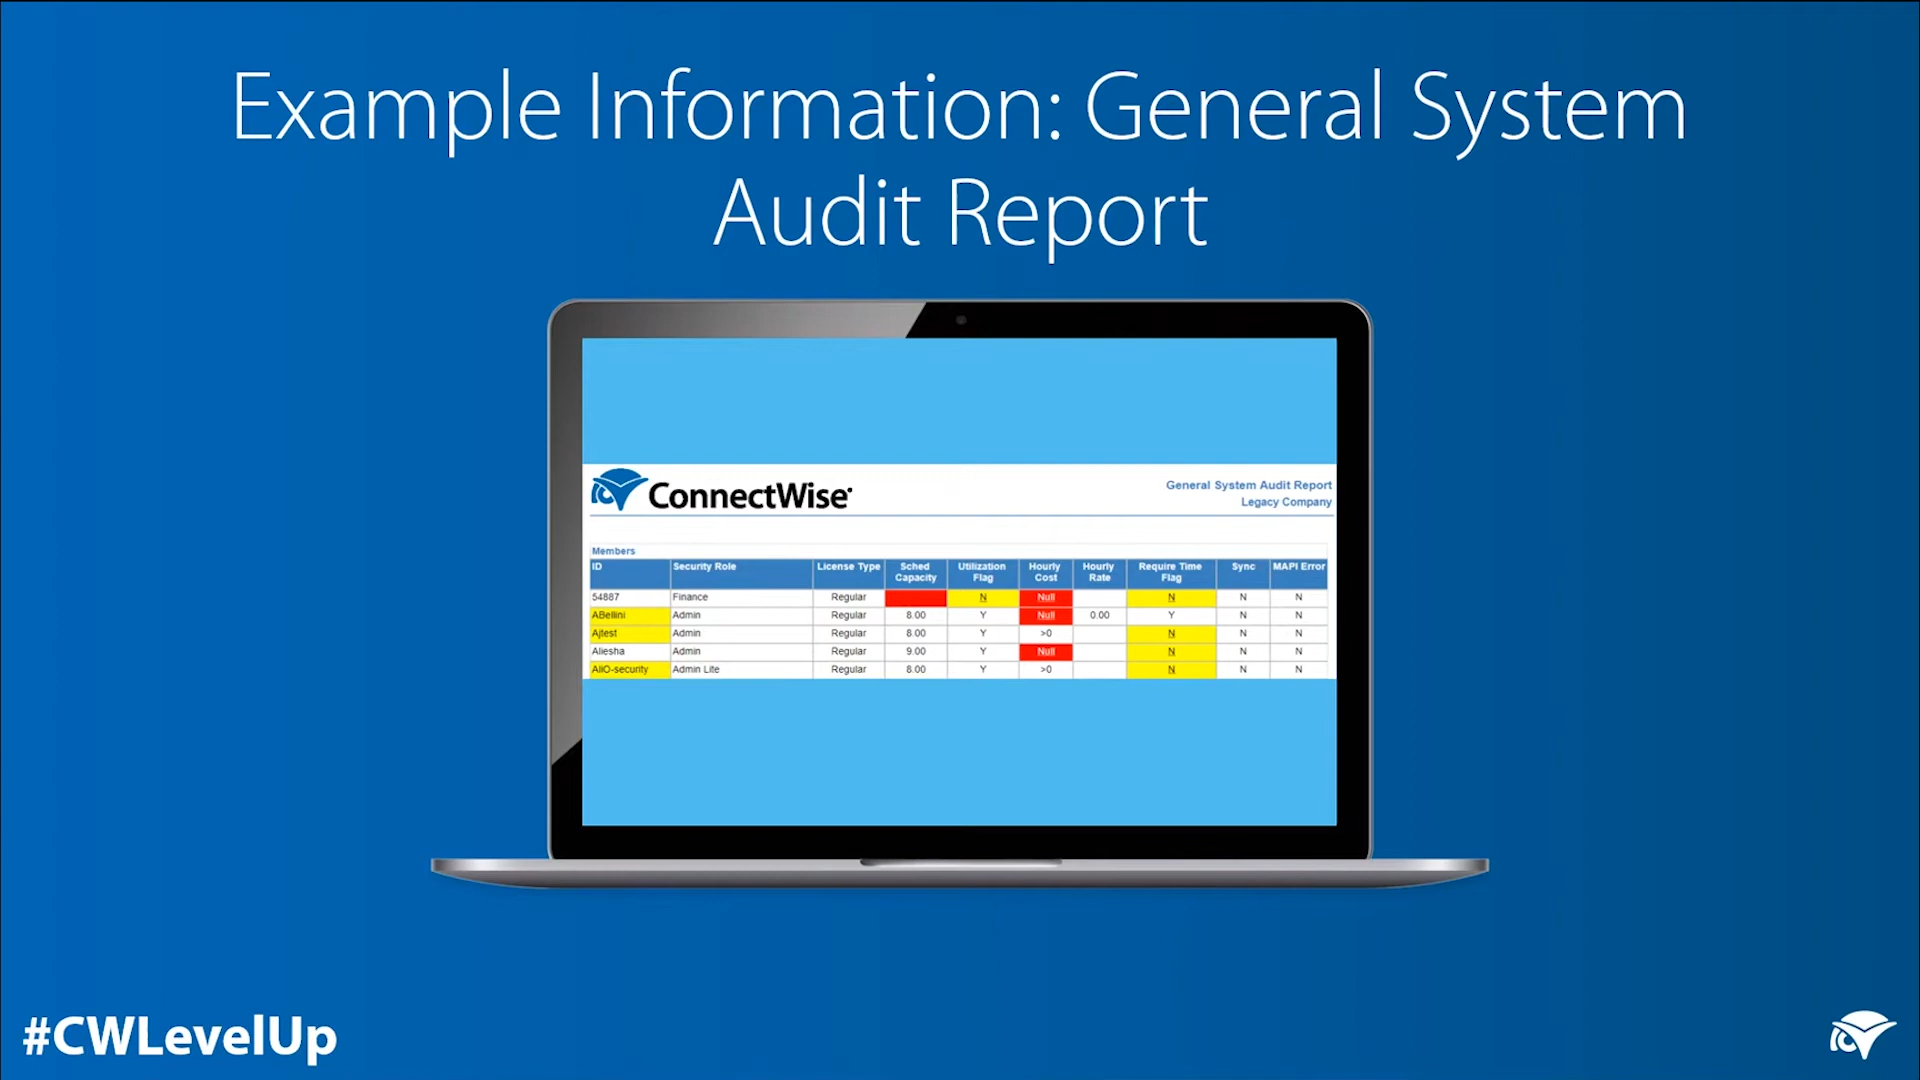 Example Information: General System
Audit Report
ConnectWise
General System Audit Report
Legacy Company
Members
ID Security Role License Type Sched Capacity Utilization Flag Hourly Cost Hourly Rate Require Time Flag Sync MAPI Error
54887 Finance Regular N Null N N N
ABellini Admin Regular 8.00 Y Null 0.00 Y N N
Ajtest Admin Regular 8.00 Y >0 N N N
Aliesha Admin Regular 9.00 Y Null N N N
AllO-security Admin Lite Regular 8.00 Y >0 N N N
#CWLevelUp